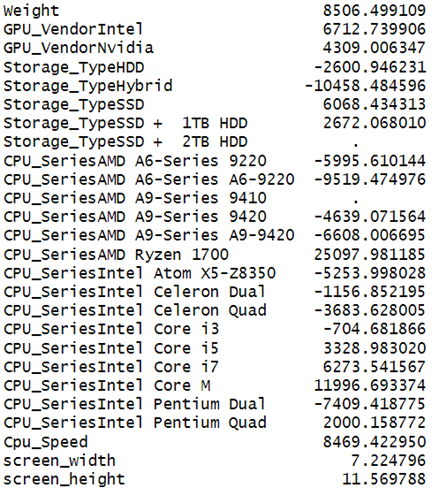 Weight 8506.499109
GPU_VendorIntel 6712.739906
GPU_VendorNvidia 4309.006347
Storage_TypeHDD -2600.946231
Storage_TypeHybrid -10458.484596
Storage_TypeSSD 6068.434313
Storage_TypeSSD +  1TB HDD 2672.068010
Storage_TypeSSD +  2TB HDD .
CPU_SeriesAMD A6-Series 9220 -5995.610144
CPU_SeriesAMD A6-Series A6-9220 -9519.474976
CPU_SeriesAMD A9-Series 9410 .
CPU_SeriesAMD A9-Series 9420 -4639.071564
CPU_SeriesAMD A9-Series A9-9420 -6608.006695
CPU_SeriesAMD Ryzen 1700 25097.981185
CPU_SeriesIntel Atom X5-Z8350 -5253.998028
CPU_SeriesIntel Celeron Dual -1156.852195
CPU_SeriesIntel Celeron Quad -3683.628005
CPU_SeriesIntel Core i3 -704.681866
CPU_SeriesIntel Core i5 3328.983020
CPU_SeriesIntel Core i7 6273.541567
CPU_SeriesIntel Core M 11996.693374
CPU_SeriesIntel Pentium Dual -7409.418775
CPU_SeriesIntel Pentium Quad 2000.158772
Cpu_Speed 8469.422950
screen_width 7.224796
screen_height 11.569788